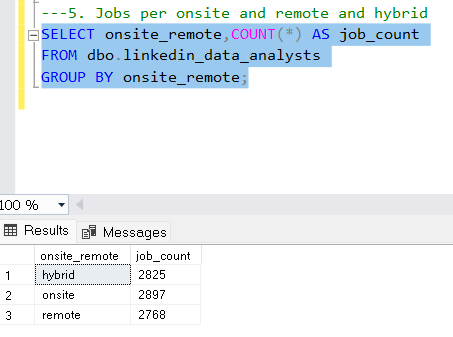 ---5. Jobs per onsite and remote and hybrid
SELECT onsite_remote,COUNT(*) AS job_count
FROM dbo.linkedin_data_analysts
GROUP BY onsite_remote;
100 %
Results Messages
onsite_remote job_count
1 hybrid 2825
2 onsite 2897
3 remote 2768